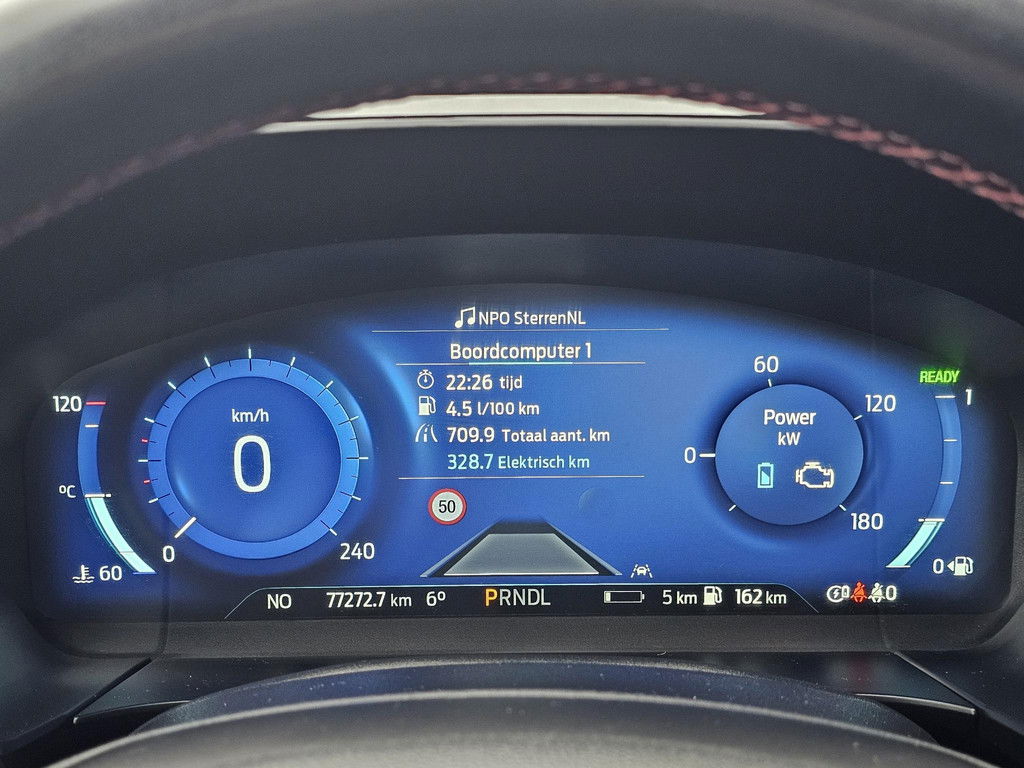 NPO SterrenNL
Boordcomputer 1
22:26 tijd
4.5 l/100 km
709.9 Totaal aant. km
328.7 Elektrisch km
50
120
°C
60
km/h
0
0
240
60
0
120
180
Power
kW
READY
1
0
NO 77272.7 km 6° PRNDL 5 km 162 km